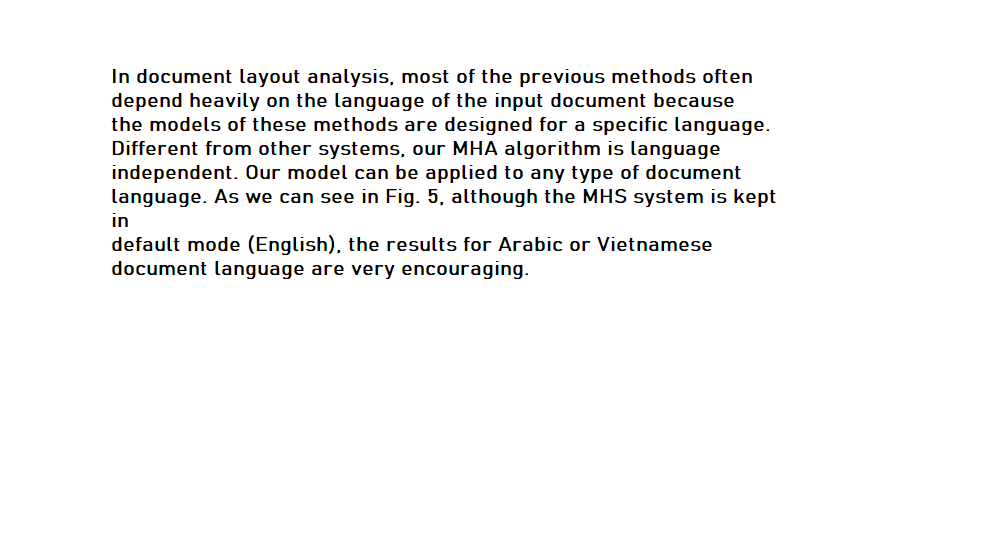 In document layout analysis, most of the previous methods often
depend heavily on the language of the input document because
the models of these methods are designed for a specific language.
Different from other systems, our MHA algorithm is language
independent. Our model can be applied to any type of document
language. As we can see in Fig. 5, although the MHS system is kept
in
default mode (English), the results for Arabic or Vietnamese
document language are very encouraging.